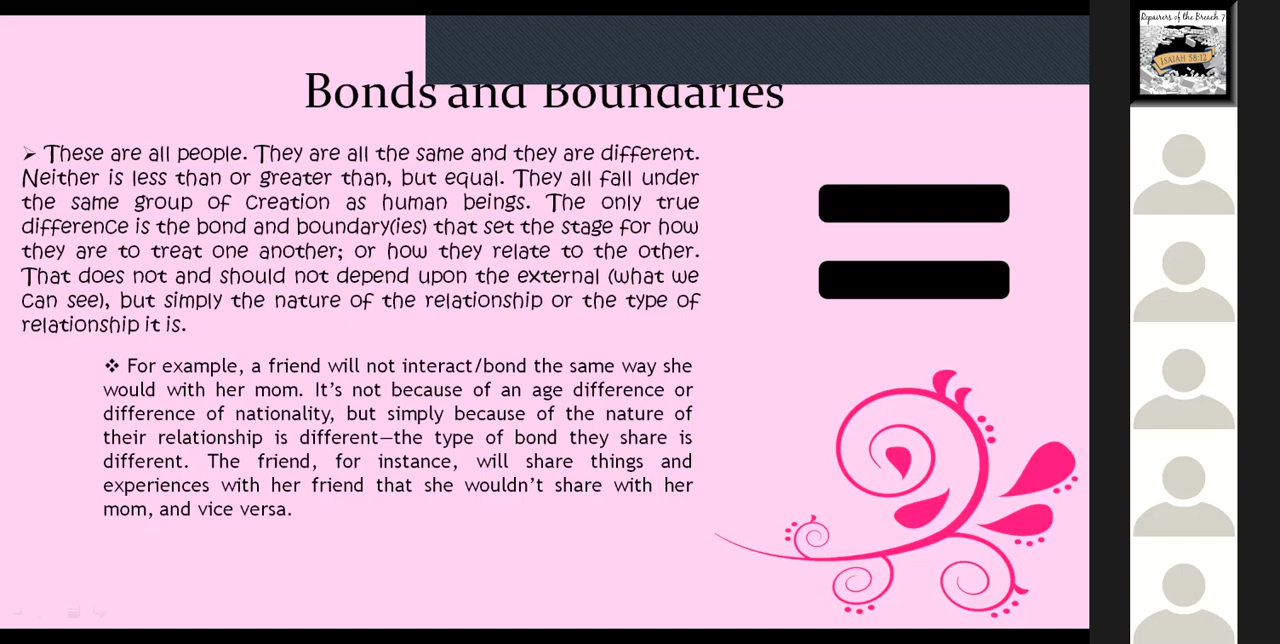 Repairers of the Breach 7
ISAIAH 58:12
Bonds and Boundaries
➢ These are all people. They are all the same and they are different.
Neither is less than or greater than, but equal. They all fall under
the same group of Creation as human beings. The only true
difference is the bond and boundary(ies) that set the stage for how
they are to treat one another; or how they relate to the other.
That does not and should not depend upon the external (what we
can see), but simply the nature of the relationship or the type of
relationship it is.
❖ For example, a friend will not interact/bond the same way she
would with her mom. It’s not because of an age difference or
difference of nationality, but simply because of the nature of
their relationship is different—the type of bond they share is
different. The friend, for instance, will share things and
experiences with her friend that she wouldn’t share with her
mom, and vice versa.